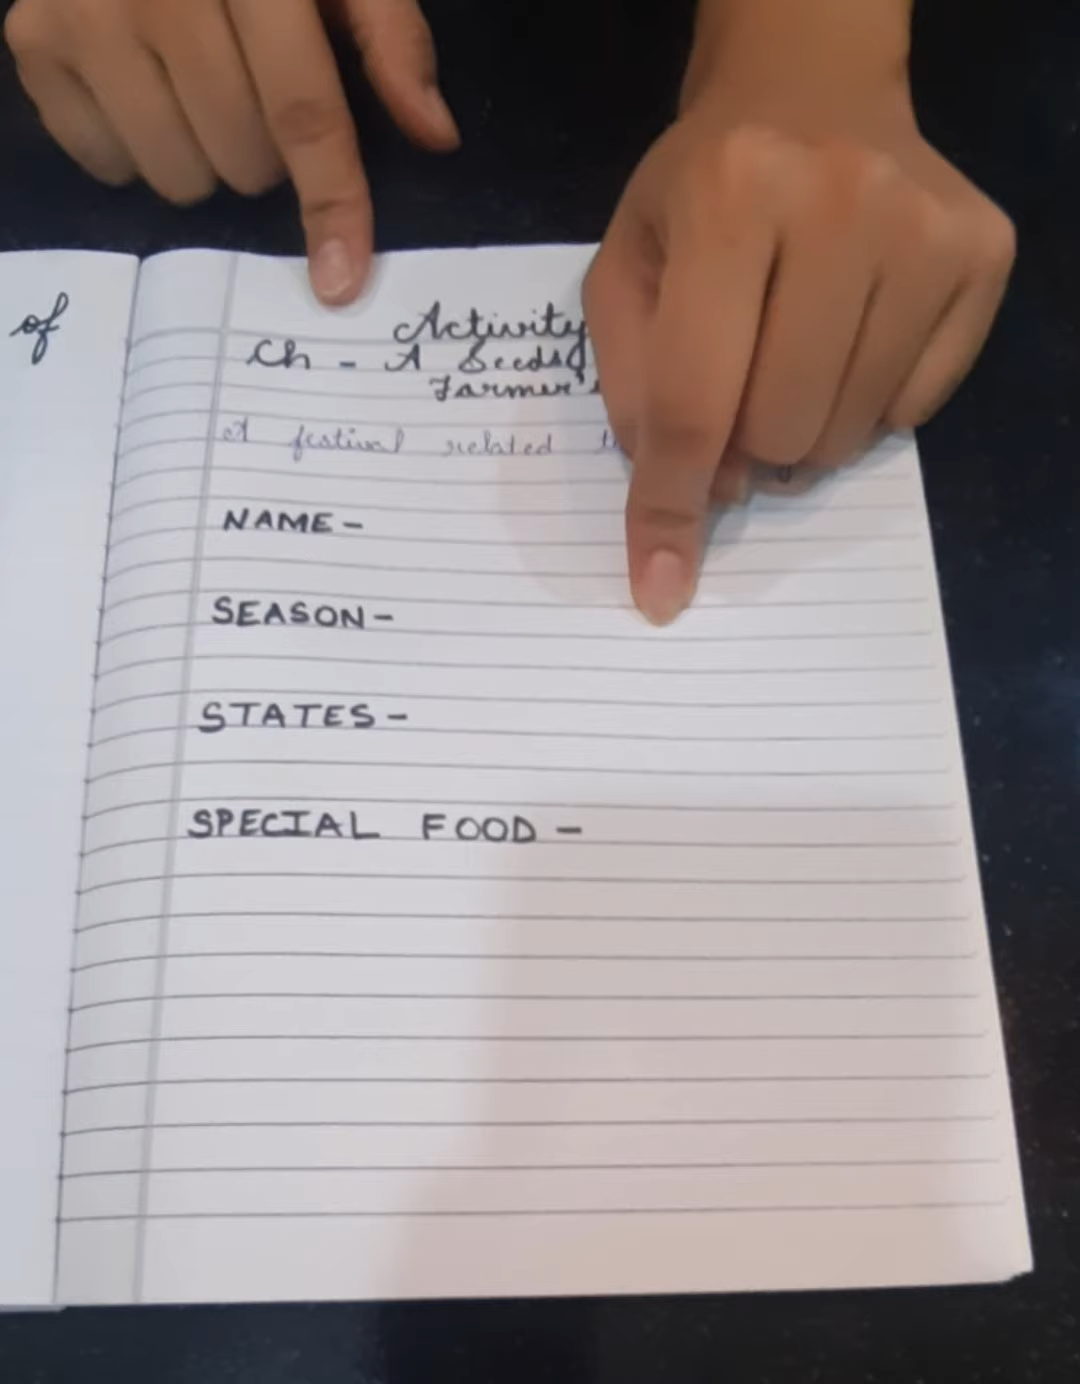 of
Activity
Ch - A Seeds
Farmer's
A festival related
NAME -
SEASON -
STATES -
SPECIAL FOOD -